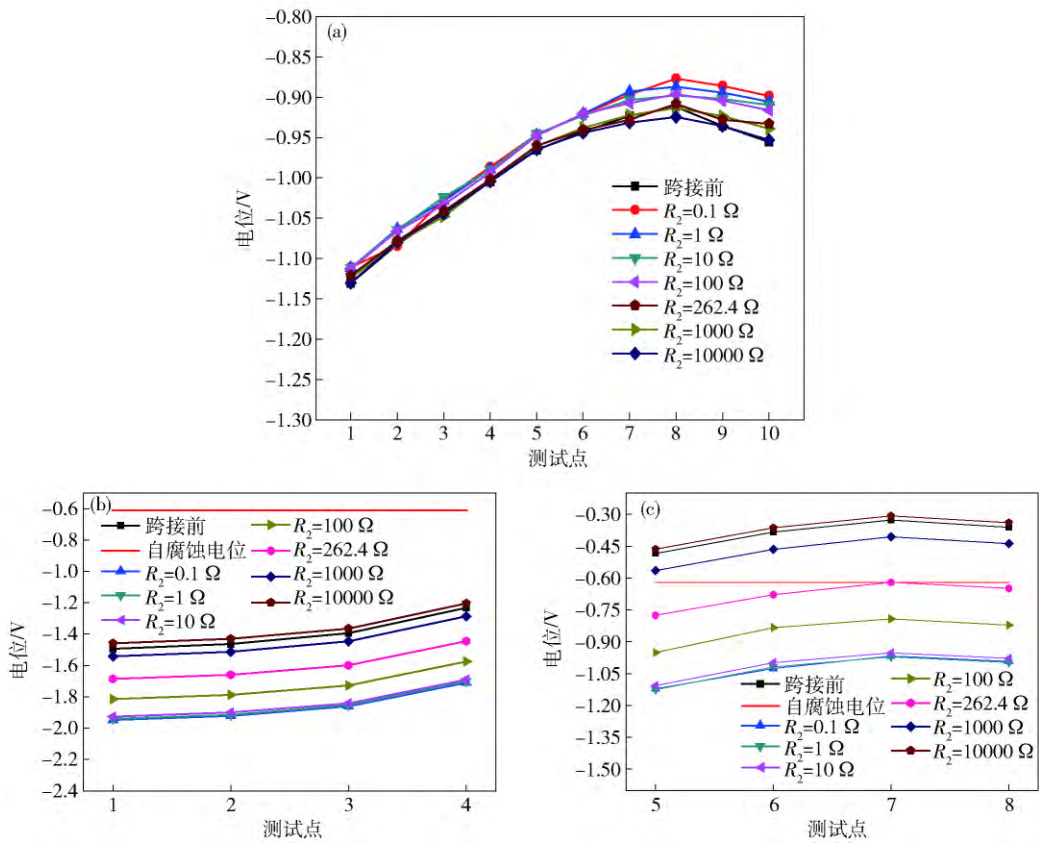 (a)
电位/V
-0.80
-0.85
-0.90
-0.95
-1.00
-1.05
-1.10
-1.15
-1.20
-1.25
-1.30
跨接前
R₂=0.1 Ω
R₂=1 Ω
R₂=10 Ω
R₂=100 Ω
R₂=262.4 Ω
R₂=1000 Ω
R₂=10000 Ω
1 2 3 4 5 6 7 8 9 10
测试点
(b)
电位/V
-0.6
-0.8
-1.0
-1.2
-1.4
-1.6
-1.8
-2.0
-2.2
-2.4
跨接前
自腐蚀电位
R₂=0.1 Ω
R₂=1 Ω
R₂=10 Ω
R₂=100 Ω
R₂=262.4 Ω
R₂=1000 Ω
R₂=10000 Ω
1 2 3 4
测试点
(c)
电位/V
-0.30
-0.45
-0.60
-0.75
-0.90
-1.05
-1.20
-1.35
-1.50
跨接前
自腐蚀电位
R₂=0.1 Ω
R₂=1 Ω
R₂=10 Ω
R₂=100 Ω
R₂=262.4 Ω
R₂=1000 Ω
R₂=10000 Ω
5 6 7 8
测试点